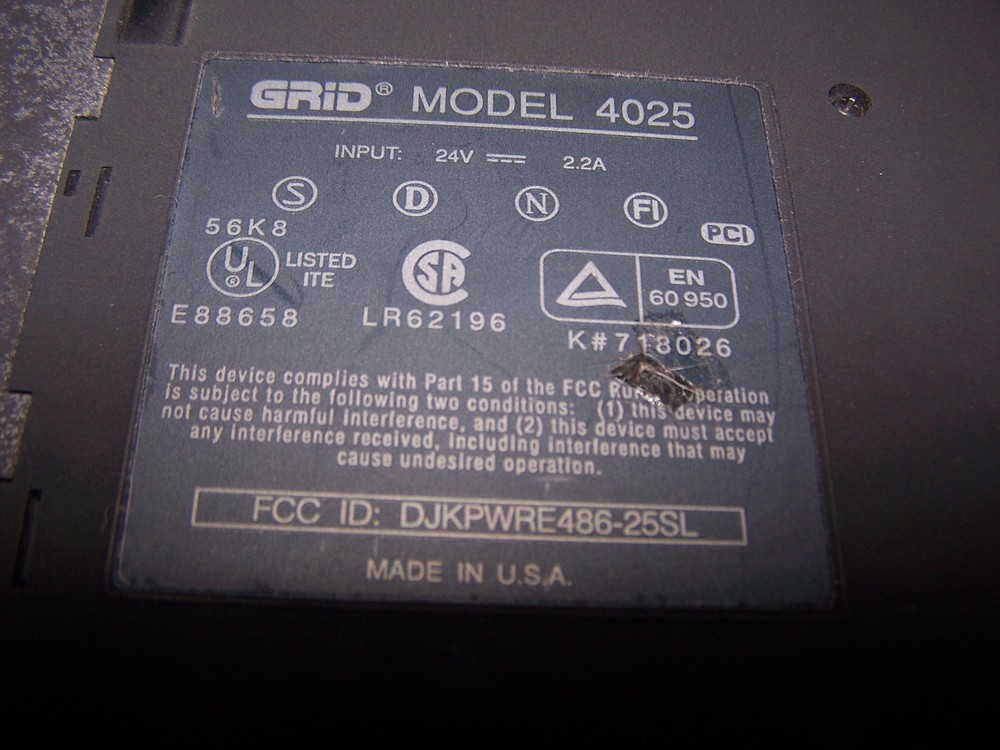 GRiD® MODEL 4025
INPUT: 24V 2.2A
S D N FI
56K8 PCI
UL® LISTED ITE SA EN 60 950
E88658 LR62196 K#718026
This device complies with Part 15 of the FCC
is subject to the following two conditions: (1) this device may
not cause harmful interference, and (2) this device must accept
any interference received, including interference that may
cause undesired operation.
FCC ID: DJKPWRE486-25SL
MADE IN U.S.A.